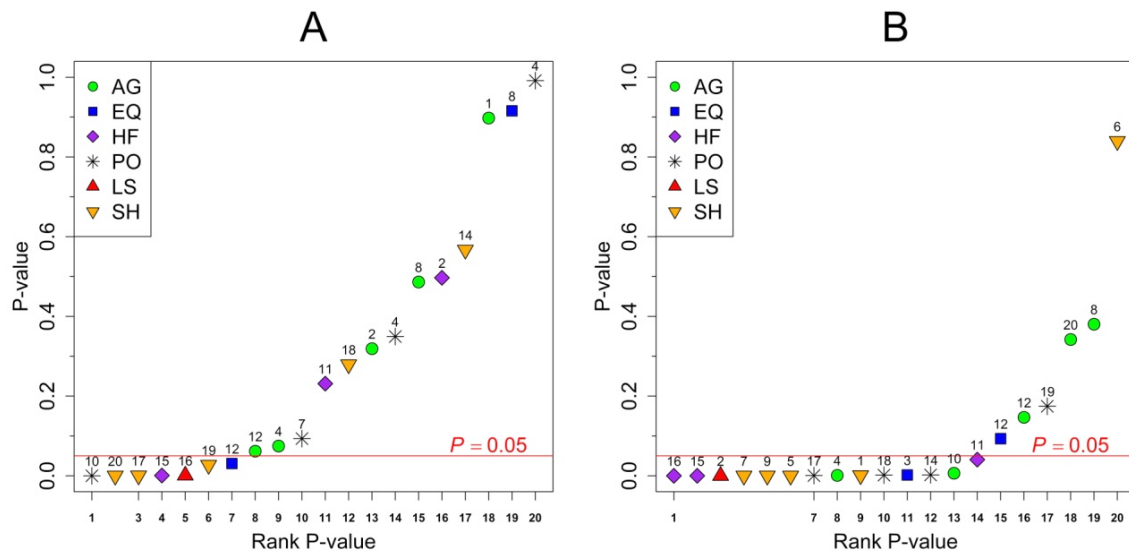 A
B
AG
EQ
HF
PO
LS
SH
P-value
0.0 0.2 0.4 0.6 0.8 1.0
10 20 17 15 16 19 12 12 4 7 11 18 2 4 8 2 14 1 8 4
P = 0.05
1 3 4 5 6 7 8 9 10 11 12 13 14 15 16 17 18 19 20
Rank P-value
AG
EQ
HF
PO
LS
SH
P-value
0.0 0.2 0.4 0.6 0.8 1.0
16 15 2 7 9 5 17 4 1 18 3 14 10 11 12 12 19 20 8 6
P = 0.05
1 7 8 9 10 11 12 13 14 15 16 17 18 19 20
Rank P-value